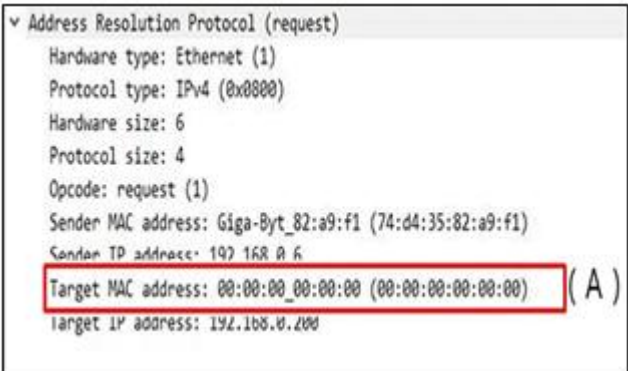 Address Resolution Protocol (request)
Hardware type: Ethernet (1)
Protocol type: IPv4 (0x0800)
Hardware size: 6
Protocol size: 4
Opcode: request (1)
Sender MAC address: Giga-Byt_82:a9:f1 (74:d4:35:82:a9:f1)
Sender IP address: 192.168.0.6
Target MAC address: 00:00:00_00:00:00 (00:00:00:00:00:00) (A)
Target IP address: 192.168.0.200